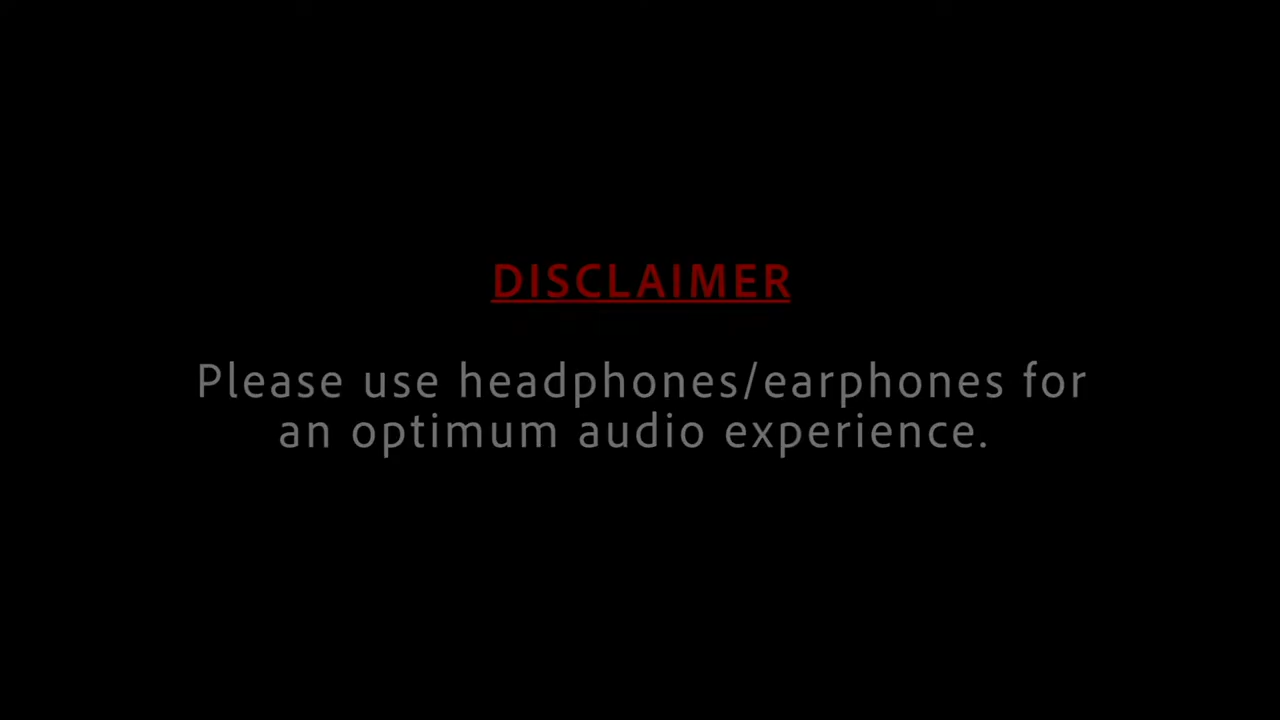 DISCLAIMER
Please use headphones/earphones for
an optimum audio experience.